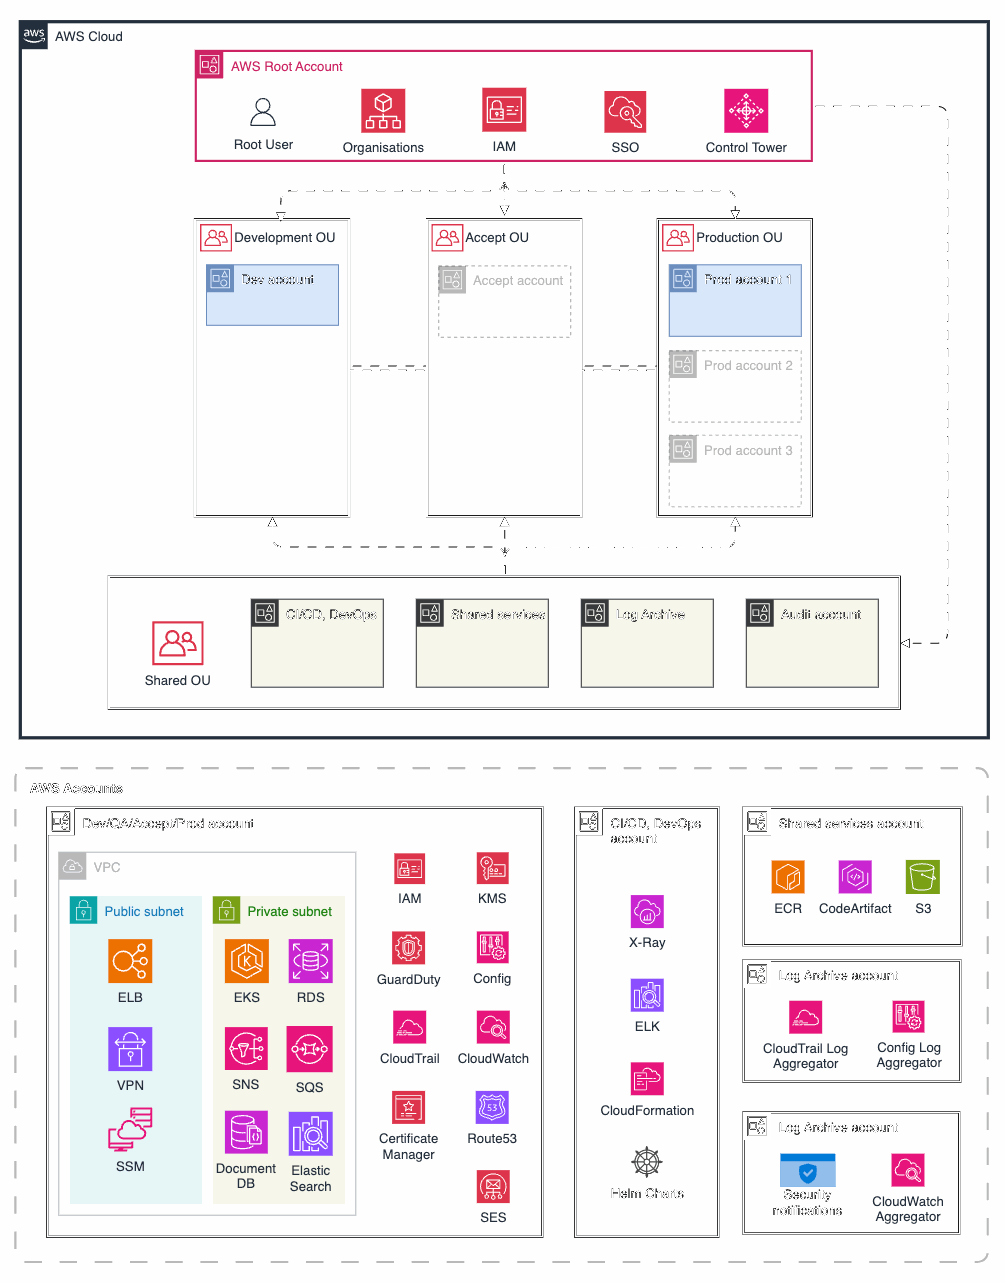 aws
AWS Cloud
AWS Root Account
Root User
Organisations
IAM
SSO
Control Tower
Development OU
Dev account
Accept OU
Accept account
Production OU
Prod account 1
Prod account 2
Prod account 3
Shared OU
CI/CD, DevOps
Shared services
Log Archive
Audit account
AWS Accounts
Dev/QA/Accept/Prod account
VPC
Public subnet
ELB
VPN
SSM
Private subnet
EKS
RDS
SNS
SQS
Document
DB
Elastic
Search
IAM
KMS
GuardDuty
Config
CloudTrail
CloudWatch
Certificate
Manager
Route53
53
SES
CI/CD, DevOps
account
X-Ray
ELK
CloudFormation
Helm Charts
Shared services account
ECR
CodeArtifact
S3
Log Archive account
CloudTrail Log
Aggregator
Config Log
Aggregator
Log Archive account
Security
notifications
CloudWatch
Aggregator